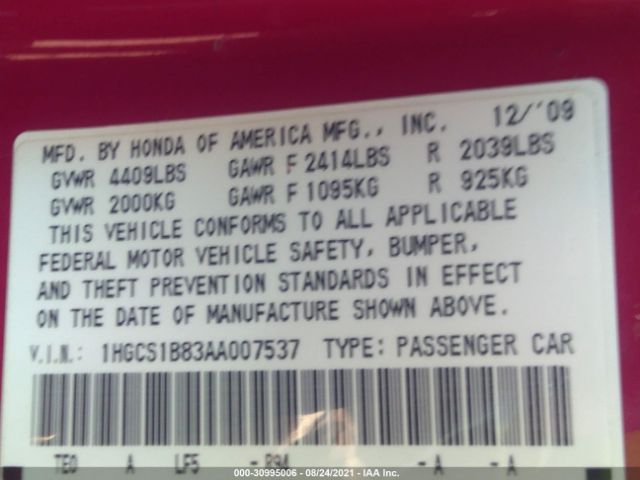 MFD. BY HONDA OF AMERICA MFG., INC. 12/'09
GVWR 4409LBS GAWR F 2414LBS R 2039LBS
GVWR 2000KG GAWR F 1095KG R 925KG
THIS VEHICLE CONFORMS TO ALL APPLICABLE
FEDERAL MOTOR VEHICLE SAFETY, BUMPER,
AND THEFT PREVENTION STANDARDS IN EFFECT
ON THE DATE OF MANUFACTURE SHOWN ABOVE.
V.I.N.: 1HGCS1B83AA007537 TYPE: PASSENGER CAR
TE0 A LF5 - R94 - A - A
000-30995006 - 08/24/2021 - IAA Inc.